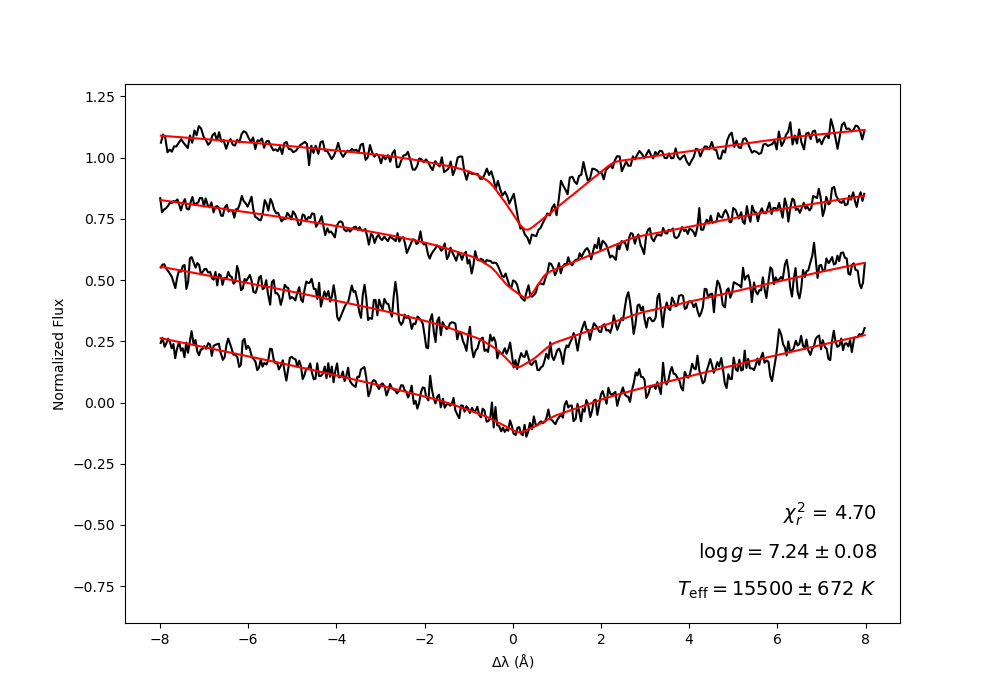 1.25
1.00
0.75
0.50
0.25
0.00
−0.25
−0.50
−0.75
Normalized Flux
χ²ᵣ = 4.70
log g = 7.24 ± 0.08
T_eff = 15500 ± 672 K
−8 −6 −4 −2 0 2 4 6 8
Δλ (Å)